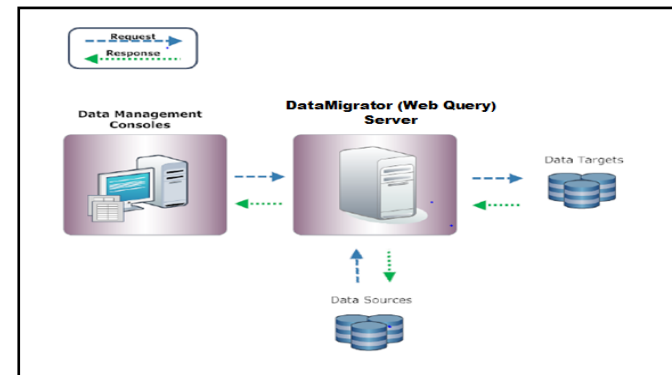 Request
Response
Data Management
Consoles
DataMigrator (Web Query)
Server
Data Targets
Data Sources